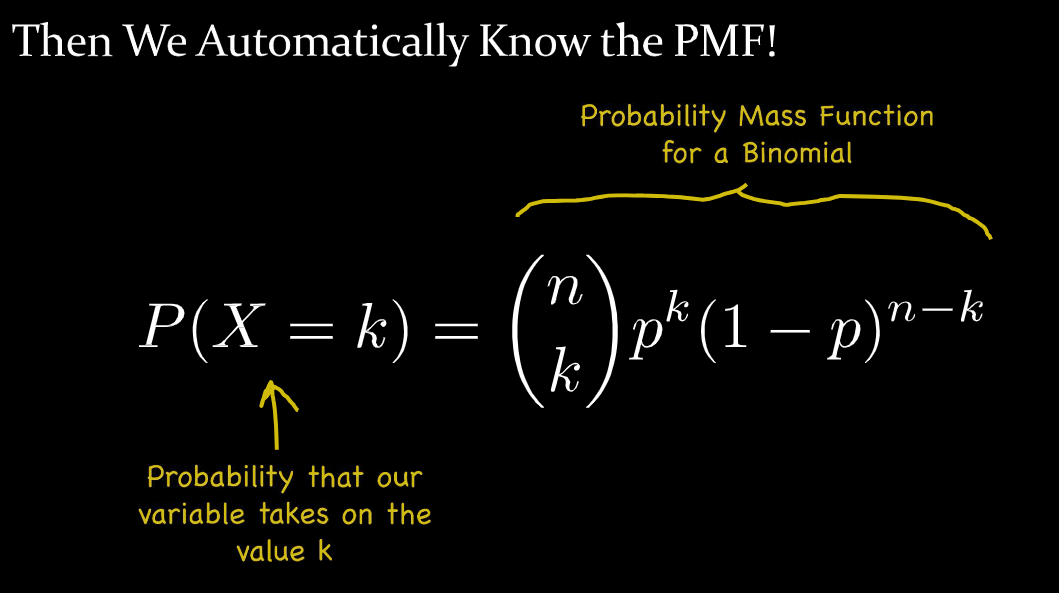 Then We Automatically Know the PMF!
Probability Mass Function
for a Binomial
P(X = k) = \binom{n}{k} p^k (1 − p)^{n−k}
Probability that our
variable takes on the
value k